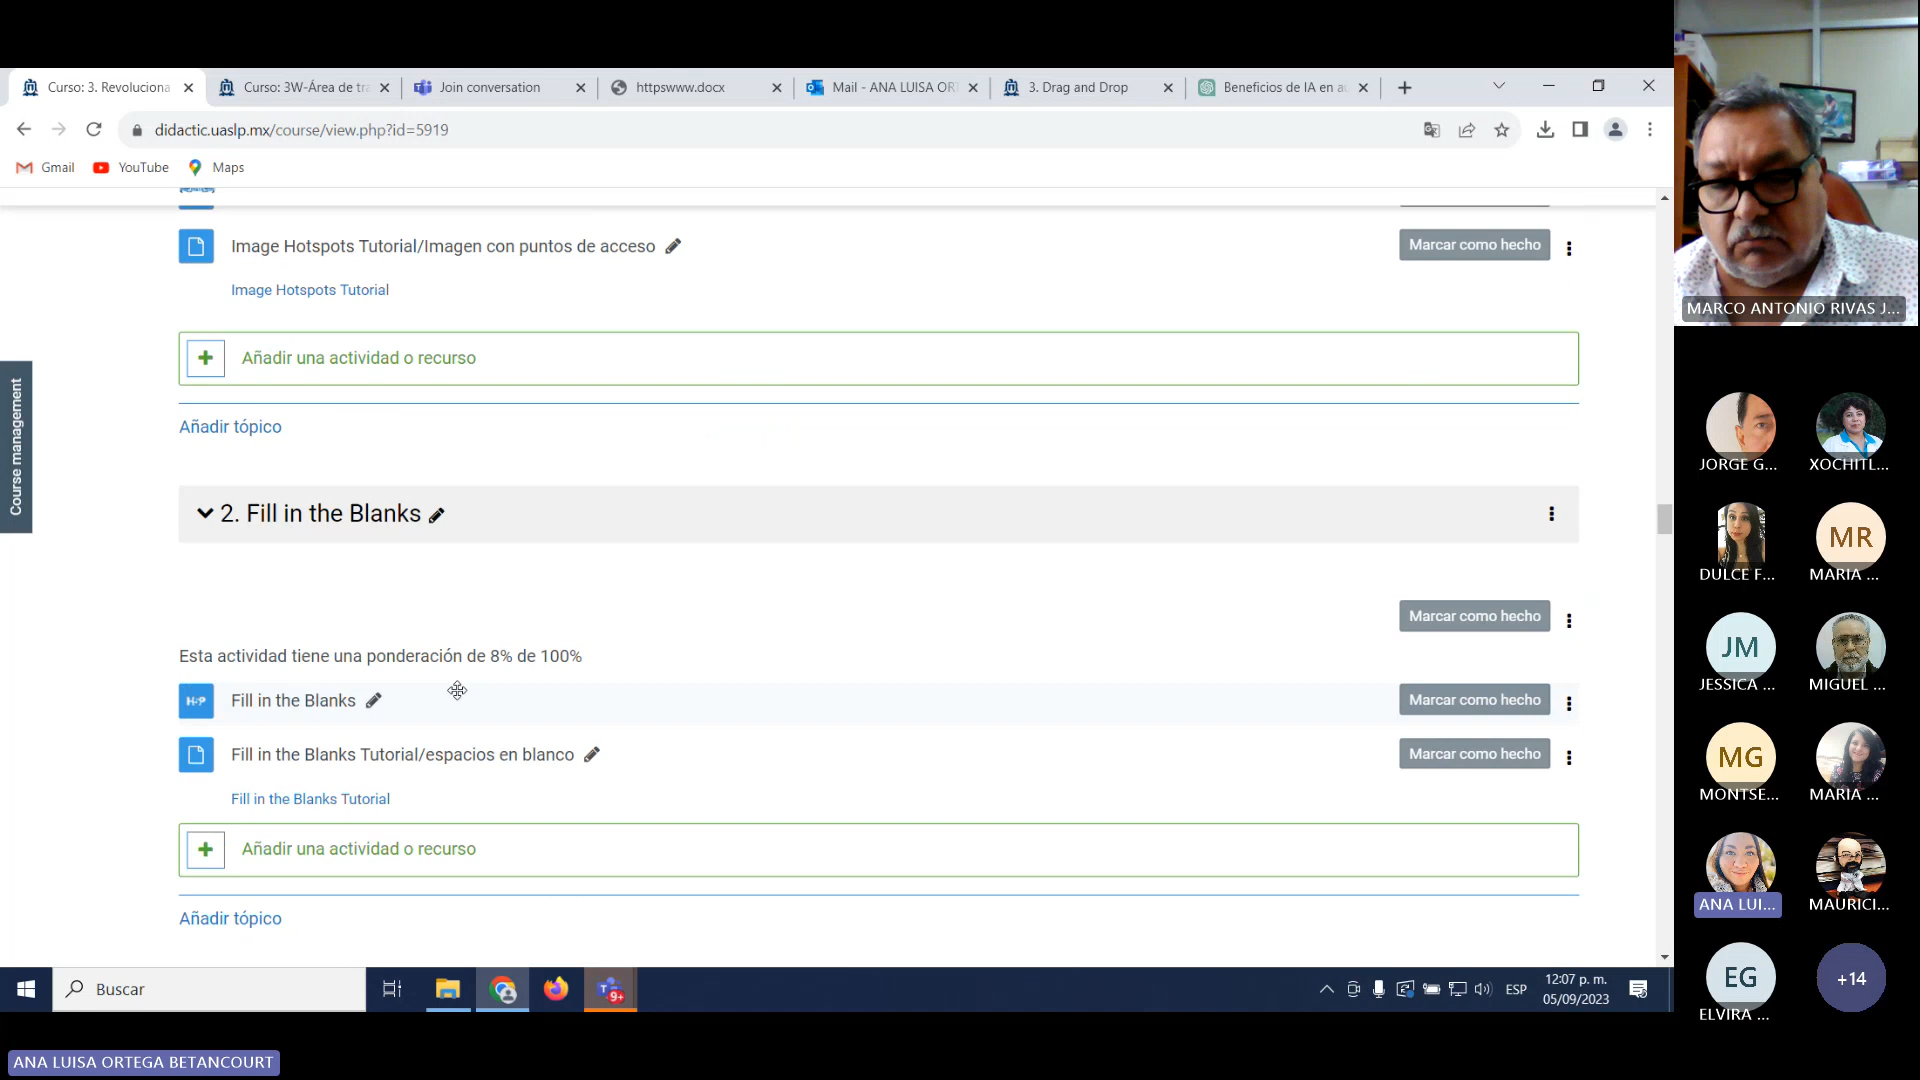 Curso: 3. Revoluciona
Curso: 3W-Área de tra
Join conversation
httpswww.docx
Mail - ANA LUISA OR
3. Drag and Drop
Beneficios de IA en a
didactic.uaslp.mx/course/view.php?id=5919
Gmail
YouTube
Maps
Image Hotspots Tutorial/Imagen con puntos de acceso
Marcar como hecho
Image Hotspots Tutorial
Añadir una actividad o recurso
Añadir tópico
Course management
2. Fill in the Blanks
Marcar como hecho
Esta actividad tiene una ponderación de 8% de 100%
H-P
Fill in the Blanks
Marcar como hecho
Fill in the Blanks Tutorial/espacios en blanco
Marcar como hecho
Fill in the Blanks Tutorial
Añadir una actividad o recurso
Añadir tópico
Buscar
9+
ESP
12:07 p. m.
05/09/2023
MARCO ANTONIO RIVAS J...
JORGE G...
XOCHITL...
DULCE F...
MR
MARIA ...
JM
JESSICA ...
MIGUEL ...
MG
MONTSE...
MARIA ...
ANA LUI...
MAURICI...
EG
ELVIRA ...
+14
ANA LUISA ORTEGA BETANCOURT